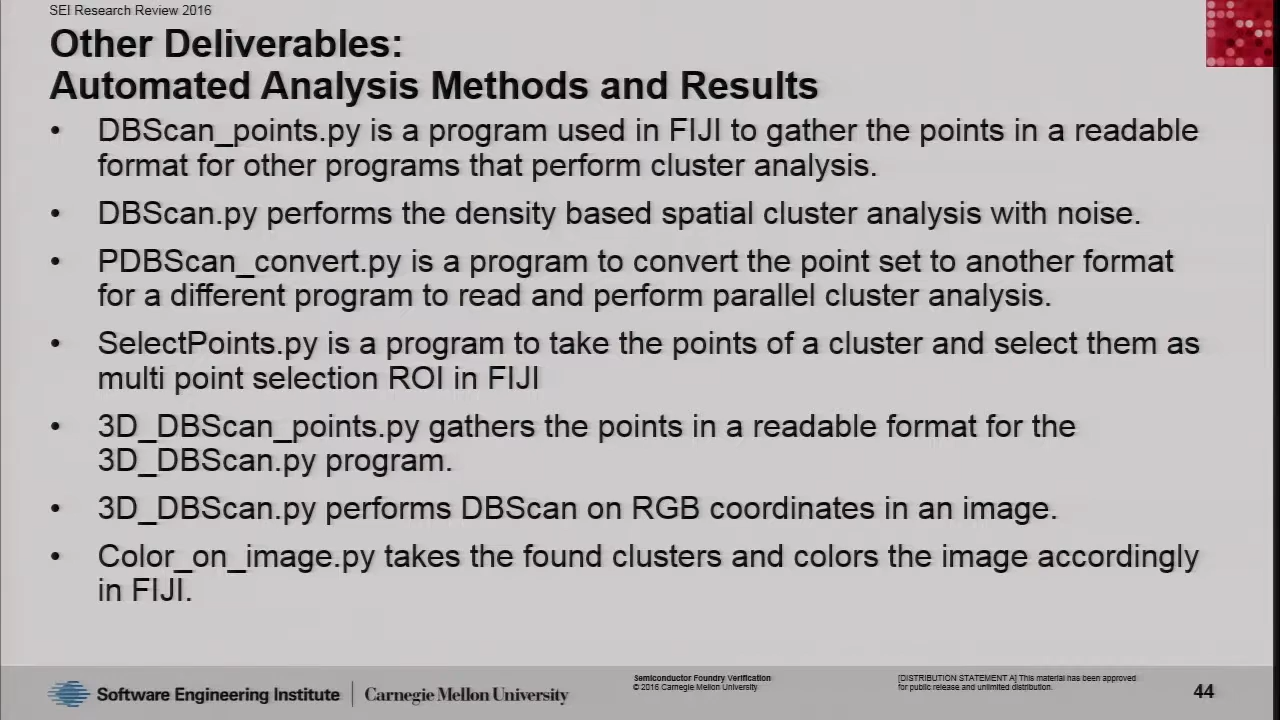 SEI Research Review 2016
Other Deliverables:
Automated Analysis Methods and Results
• DBScan_points.py is a program used in FIJI to gather the points in a readable
format for other programs that perform cluster analysis.
• DBScan.py performs the density based spatial cluster analysis with noise.
• PDBScan_convert.py is a program to convert the point set to another format
for a different program to read and perform parallel cluster analysis.
• SelectPoints.py is a program to take the points of a cluster and select them as
multi point selection ROI in FIJI
• 3D_DBScan_points.py gathers the points in a readable format for the
3D_DBScan.py program.
• 3D_DBScan.py performs DBScan on RGB coordinates in an image.
• Color_on_image.py takes the found clusters and colors the image accordingly
in FIJI.
Software Engineering Institute | Carnegie Mellon University
Semiconductor Foundry Verification
© 2016 Carnegie Mellon University
[DISTRIBUTION STATEMENT A] This material has been approved
for public release and unlimited distribution.
44